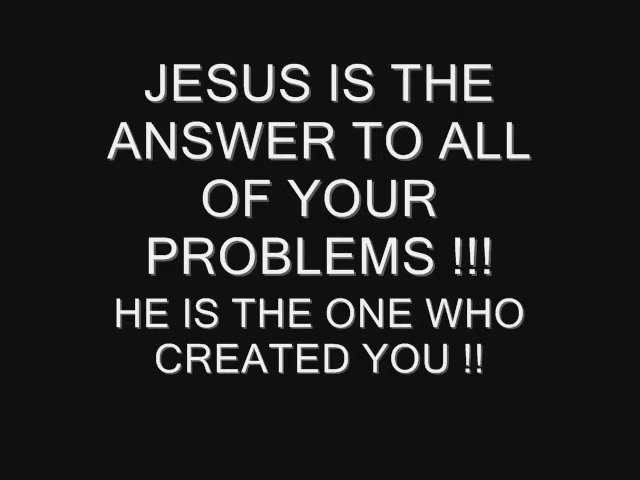 JESUS IS THE
ANSWER TO ALL
OF YOUR
PROBLEMS !!!
HE IS THE ONE WHO
CREATED YOU !!